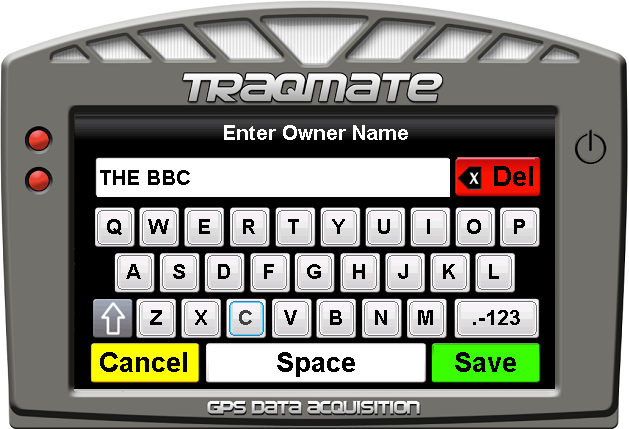 TRAQMATE
Enter Owner Name
THE BBC X Del
Q W E R T Y U I O P
A S D F G H J K L
Z X C V B N M .-123
Cancel Space Save
GPS DATA ACQUISITION